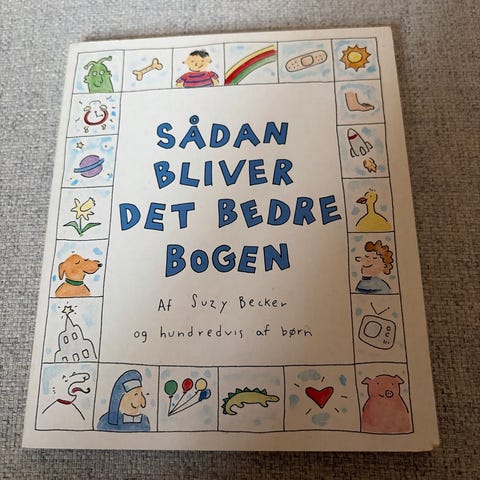 SÅDAN
BLIVER
DET BEDRE
BOGEN
Af Suzy Becker
og hundredvis af børn